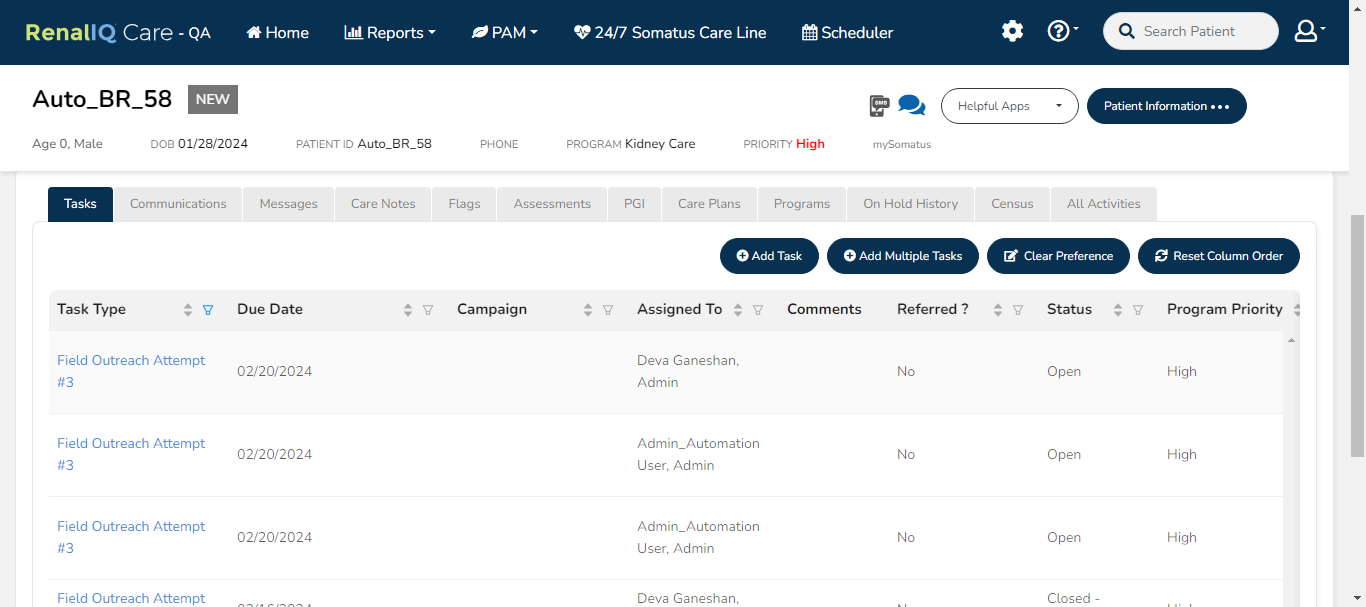 RenalIQ Care - QA Home Reports PAM 24/7 Somatus Care Line Scheduler Search Patient
Auto_BR_58 NEW
SMS Helpful Apps Patient Information
Age 0, Male DOB 01/28/2024 PATIENT ID Auto_BR_58 PHONE PROGRAM Kidney Care PRIORITY High mySomatus
Tasks Communications Messages Care Notes Flags Assessments PGI Care Plans Programs On Hold History Census All Activities
Add Task Add Multiple Tasks Clear Preference Reset Column Order
Task Type Due Date Campaign Assigned To Comments Referred ? Status Program Priority
Field Outreach Attempt
#3
02/20/2024
Deva Ganeshan,
Admin
No Open High
Field Outreach Attempt
#3
02/20/2024
Admin_Automation
User, Admin
No Open High
Field Outreach Attempt
#3
02/20/2024
Admin_Automation
User, Admin
No Open High
Field Outreach Attempt
Deva Ganeshan,
Closed -